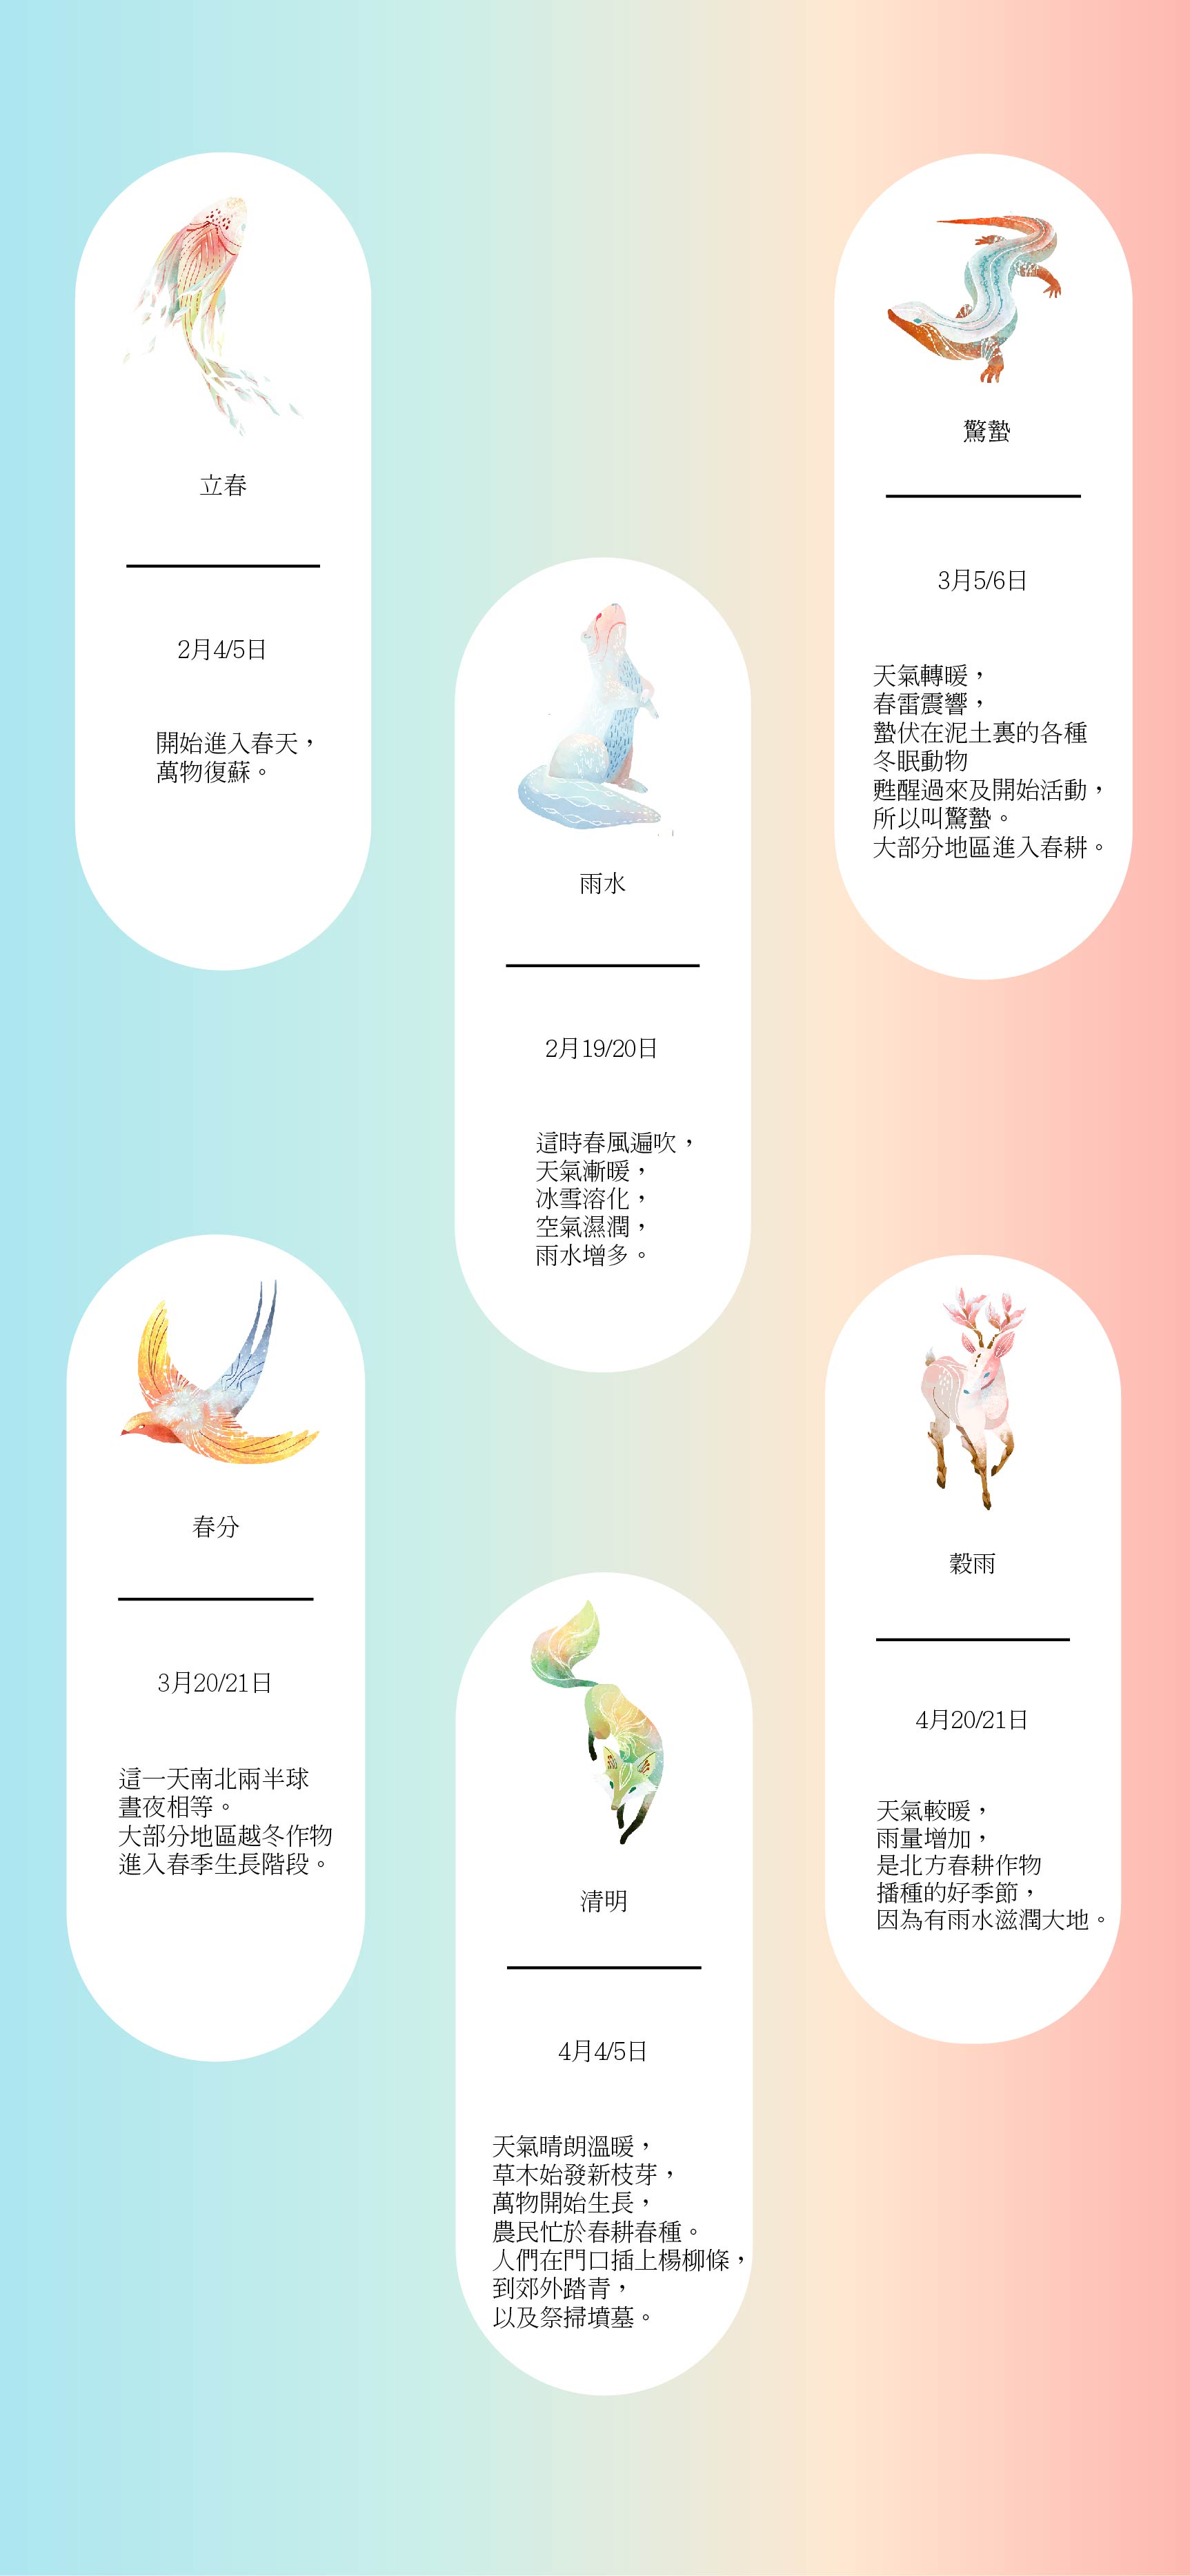 立春
2月4/5日
開始進入春天，
萬物復蘇。
雨水
2月19/20日
這時春風遍吹，
天氣漸暖，
冰雪溶化，
空氣濕潤，
雨水增多。
驚蟄
3月5/6日
天氣轉暖，
春雷震響，
蟄伏在泥土裏的各種
冬眠動物
甦醒過來及開始活動，
所以叫驚蟄。
大部分地區進入春耕。
春分
3月20/21日
這一天南北兩半球
晝夜相等。
大部分地區越冬作物
進入春季生長階段。
清明
4月4/5日
天氣晴朗溫暖，
草木始發新枝芽，
萬物開始生長，
農民忙於春耕春種。
人們在門口插上楊柳條，
到郊外踏青，
以及祭掃墳墓。
穀雨
4月20/21日
天氣較暖，
雨量增加，
是北方春耕作物
播種的好季節，
因為有雨水滋潤大地。